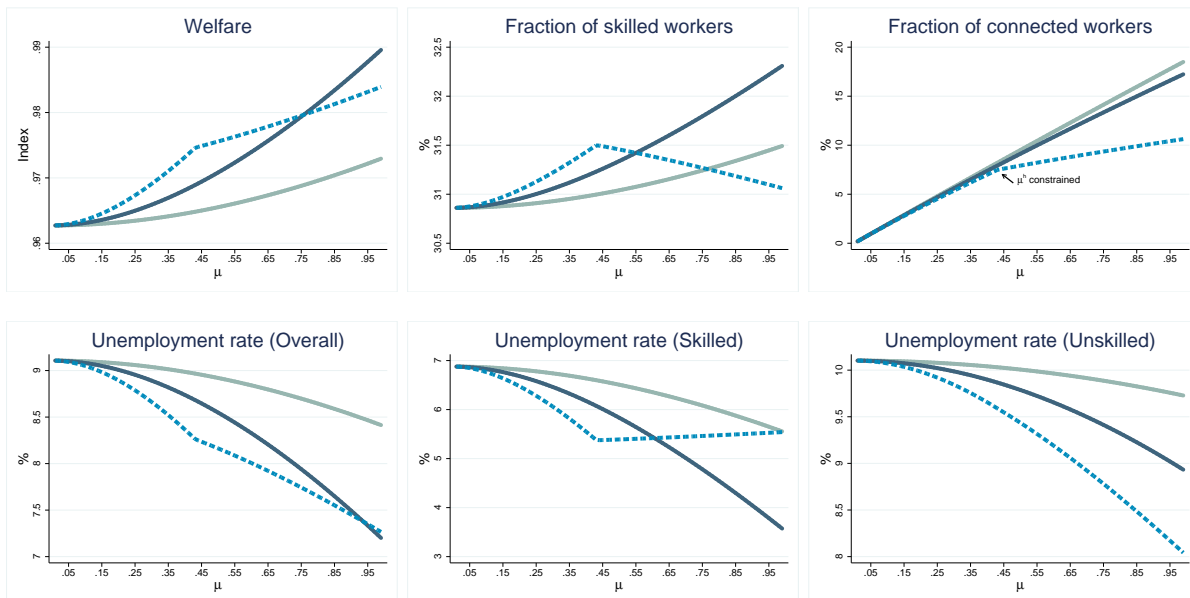 Welfare
Index
.99
.98
.97
.96
.05 .15 .25 .35 .45 .55 .65 .75 .85 .95
μ
Fraction of skilled workers
%
32.5
32
31.5
31
30.5
.05 .15 .25 .35 .45 .55 .65 .75 .85 .95
μ
Fraction of connected workers
%
20
15
10
5
0
μʰ constrained
.05 .15 .25 .35 .45 .55 .65 .75 .85 .95
μ
Unemployment rate (Overall)
%
9
8.5
8
7.5
7
.05 .15 .25 .35 .45 .55 .65 .75 .85 .95
μ
Unemployment rate (Skilled)
%
7
6
5
4
3
.05 .15 .25 .35 .45 .55 .65 .75 .85 .95
μ
Unemployment rate (Unskilled)
%
10
9.5
9
8.5
8
.05 .15 .25 .35 .45 .55 .65 .75 .85 .95
μ